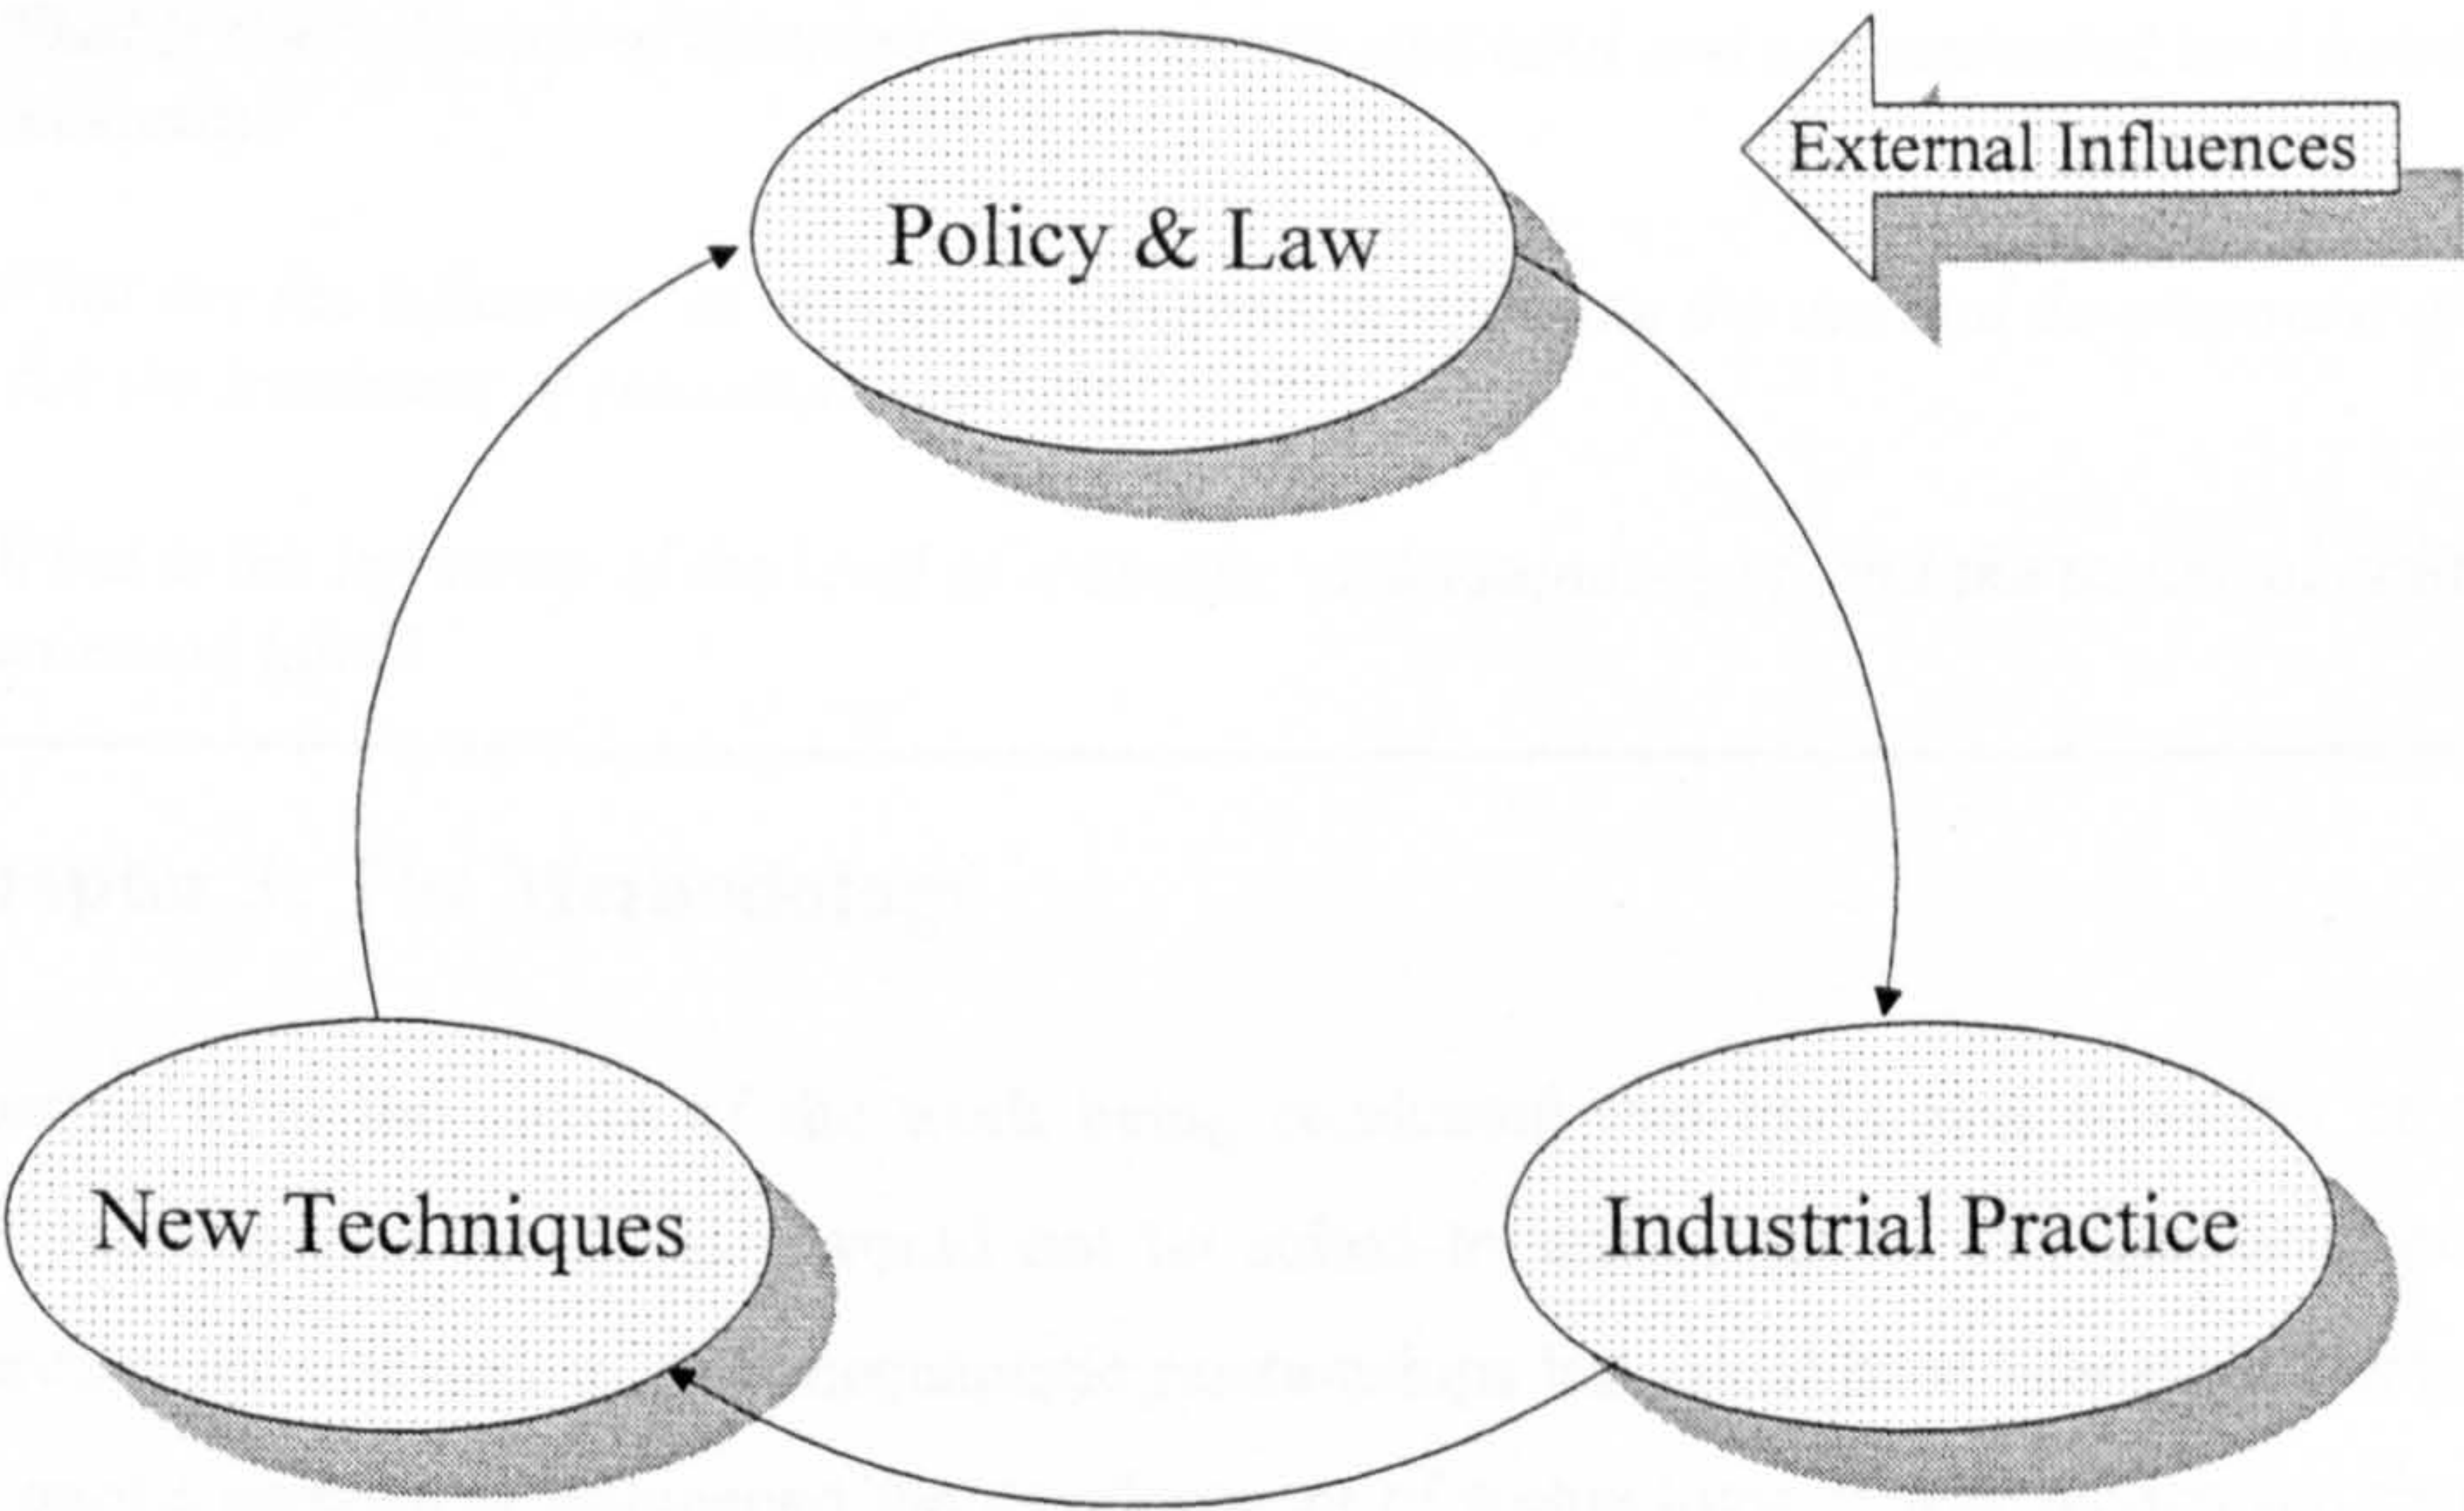 External Influences
Policy & Law
New Techniques
Industrial Practice